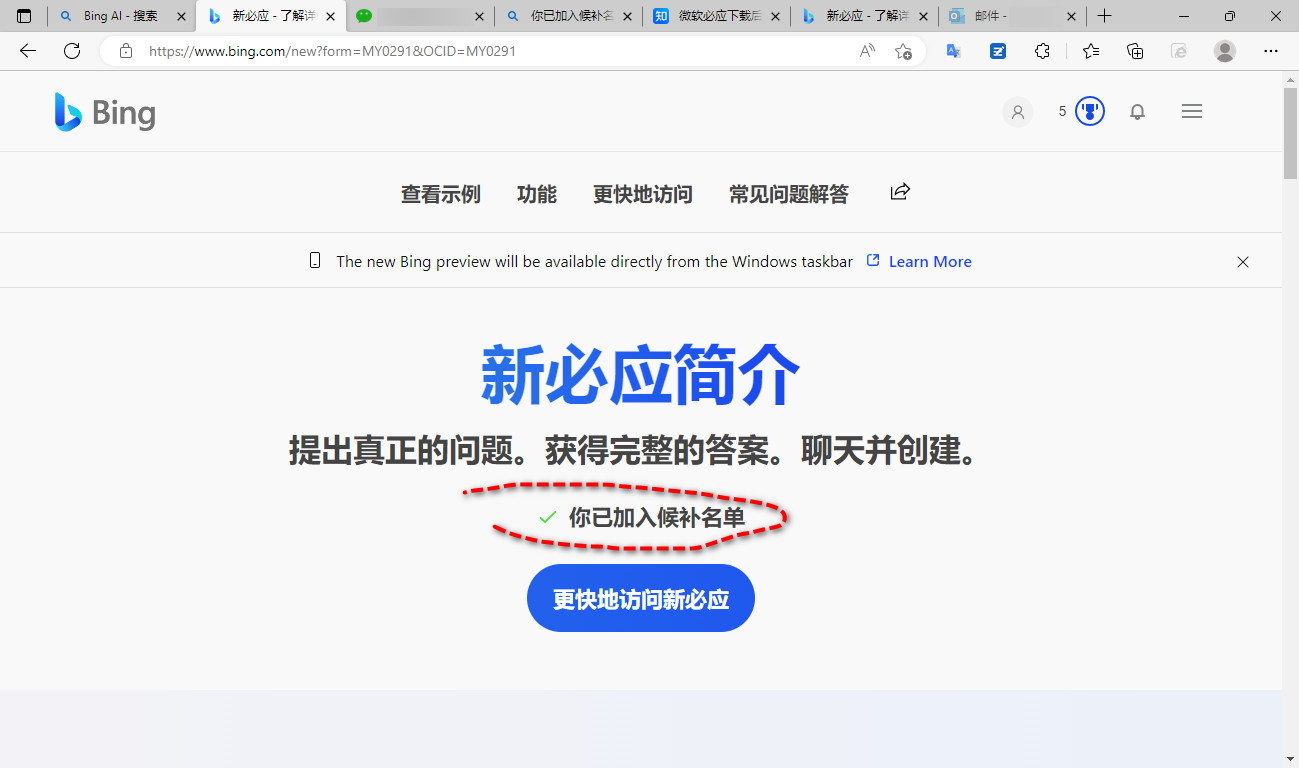 Bing AI - 搜索
新必应 - 了解详
你已加入候补名
微软必应下载后
新必应 - 了解详
邮件 -
https://www.bing.com/new?form=MY0291&OCID=MY0291
Bing
5
查看示例 功能 更快地访问 常见问题解答
The new Bing preview will be available directly from the Windows taskbar Learn More
新必应简介
提出真正的问题。获得完整的答案。聊天并创建。
你已加入候补名单
更快地访问新必应